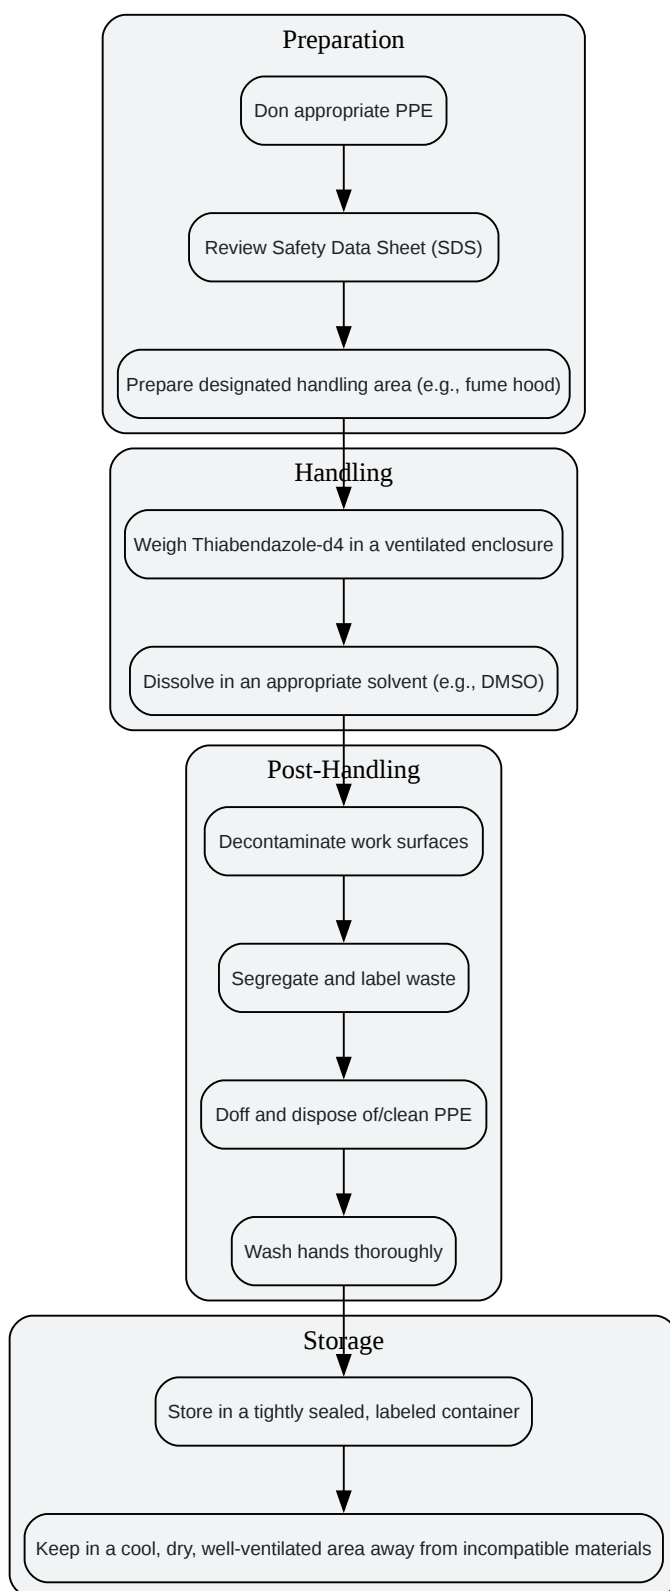 Preparation
Don appropriate PPE
Review Safety Data Sheet (SDS)
Prepare designated handling area (e.g., fume hood)
Handling
Weigh Thiabendazole-d4 in a ventilated enclosure
Dissolve in an appropriate solvent (e.g., DMSO)
Post-Handling
Decontaminate work surfaces
Segregate and label waste
Doff and dispose of/clean PPE
Wash hands thoroughly
Storage
Store in a tightly sealed, labeled container
Keep in a cool, dry, well-ventilated area away from incompatible materials